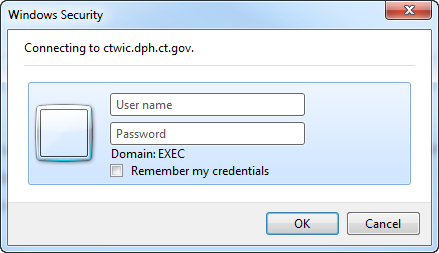 Windows Security
Connecting to ctwic.dph.ct.gov.
User name
Password
Domain: EXEC
Remember my credentials
OK
Cancel